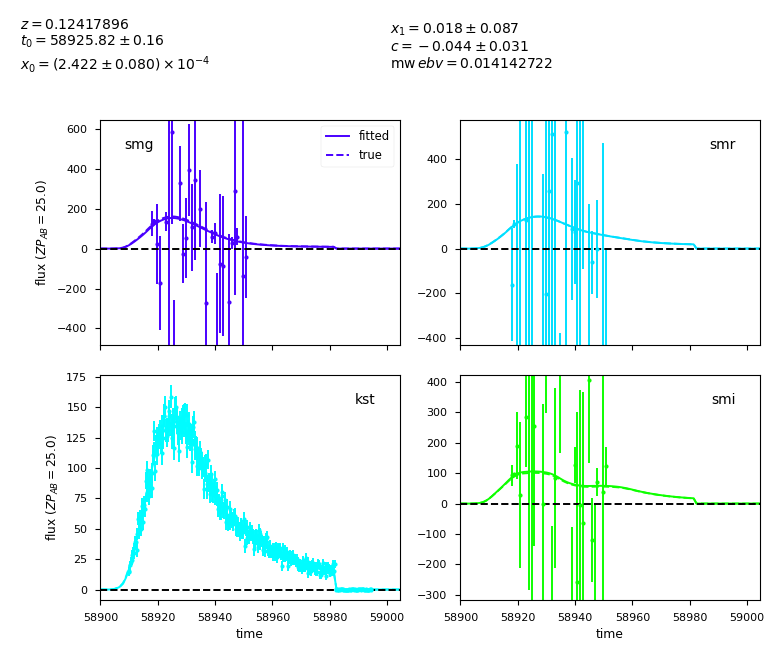 z = 0.12417896
t₀ = 58925.82 ± 0.16
x₀ = (2.422 ± 0.080) × 10⁻⁴
x₁ = 0.018 ± 0.087
c = −0.044 ± 0.031
mw ebv = 0.014142722
smg
fitted
true
600
400
200
0
−200
−400
flux (ZP_AB = 25.0)
smr
400
200
0
−200
−400
kst
175
150
125
100
75
50
25
0
flux (ZP_AB = 25.0)
58900 58920 58940 58960 58980 59000
time
smi
400
300
200
100
0
−100
−200
−300
58900 58920 58940 58960 58980 59000
time